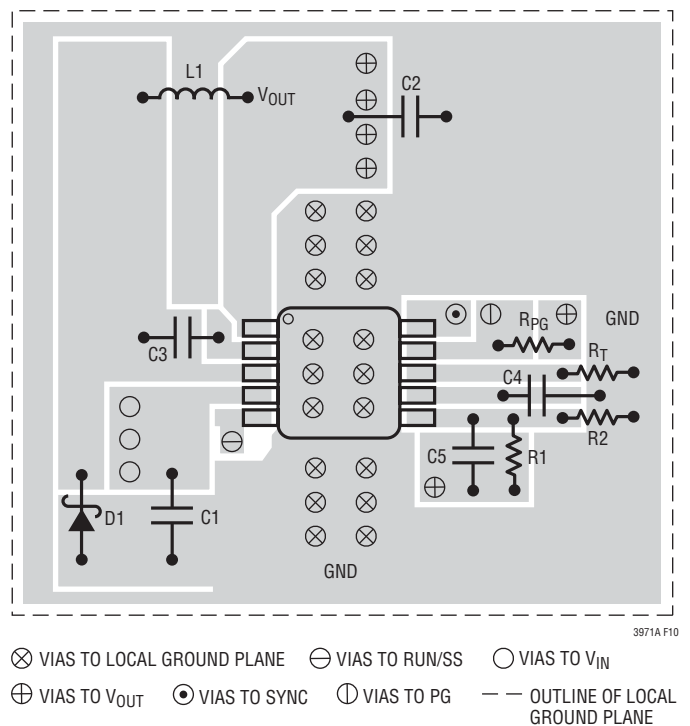 L1
VOUT
C2
C3
RPG
GND
RT
C4
R2
C5
R1
D1
C1
GND
3971A F10
VIAS TO LOCAL GROUND PLANE
VIAS TO RUN/SS
VIAS TO VIN
VIAS TO VOUT
VIAS TO SYNC
VIAS TO PG
OUTLINE OF LOCAL
GROUND PLANE